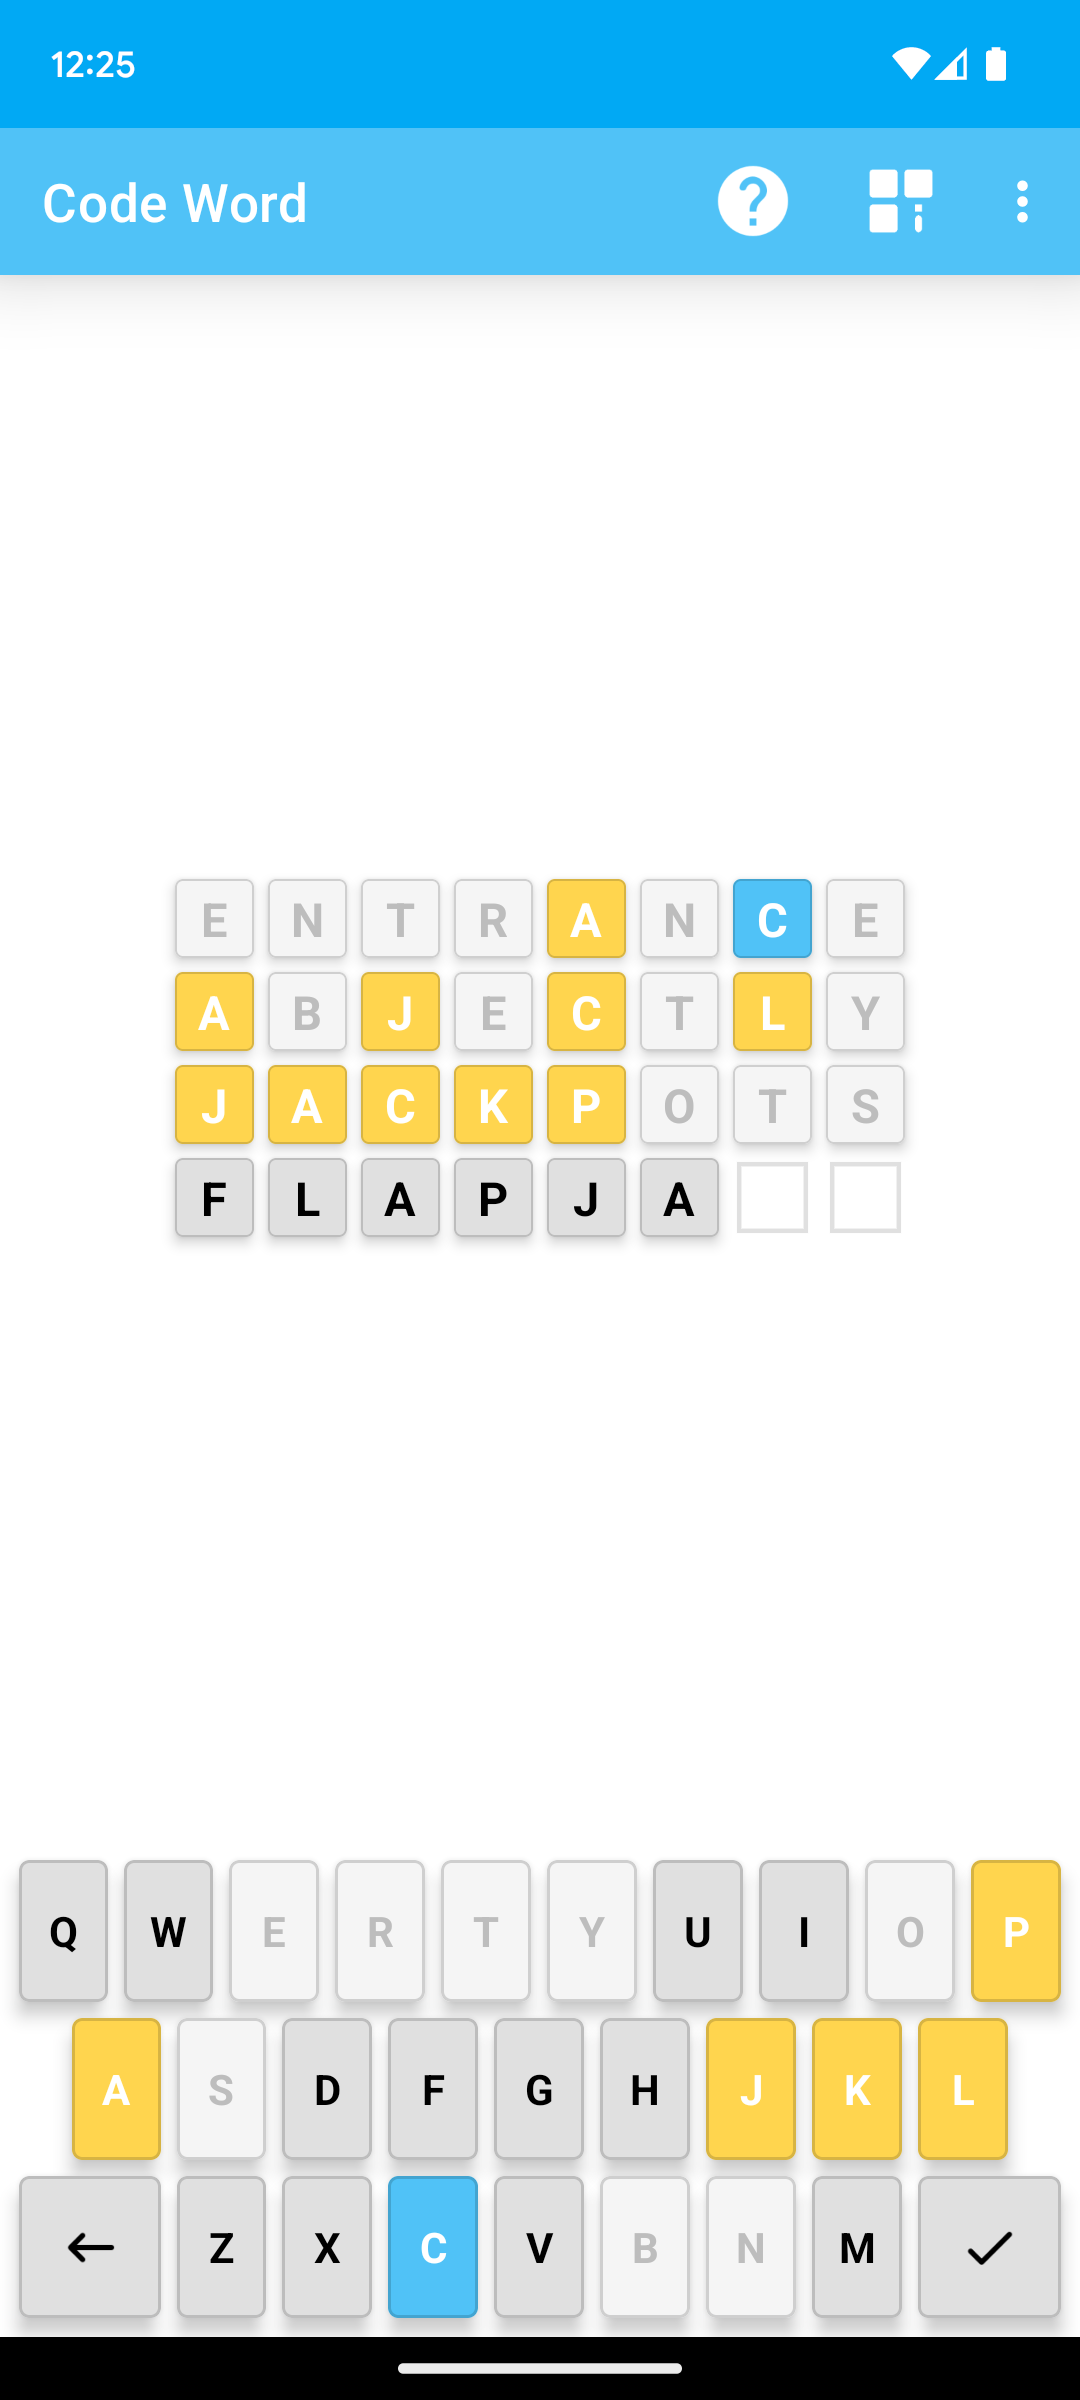 12:25
Code Word
E N T R A N C E
A B J E C T L Y
J A C K P O T S
F L A P J A
Q W E R T Y U I O P
A S D F G H J K L
Z X C V B N M